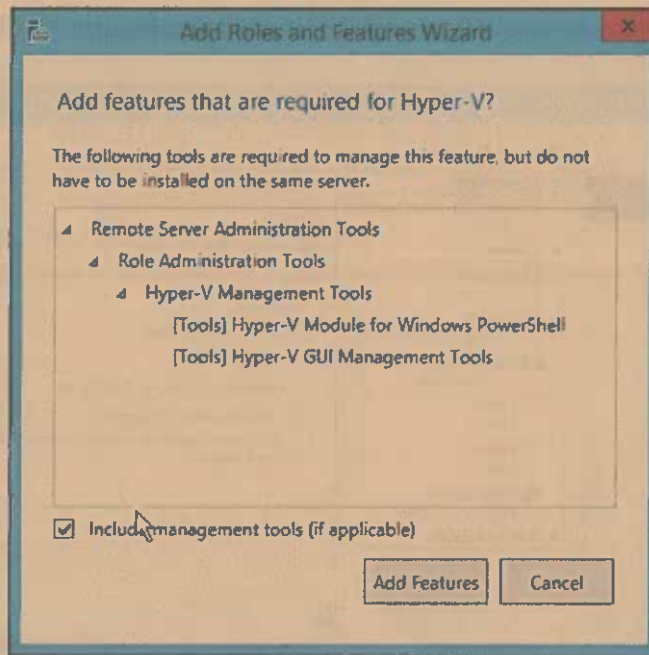 Add Roles and Features Wizard
x
Add features that are required for Hyper-V?
The following tools are required to manage this feature, but do not
have to be installed on the same server.
Remote Server Administration Tools
Role Administration Tools
Hyper-V Management Tools
[Tools] Hyper-V Module for Windows PowerShell
[Tools] Hyper-V GUI Management Tools
Include management tools (if applicable)
Add Features
Cancel